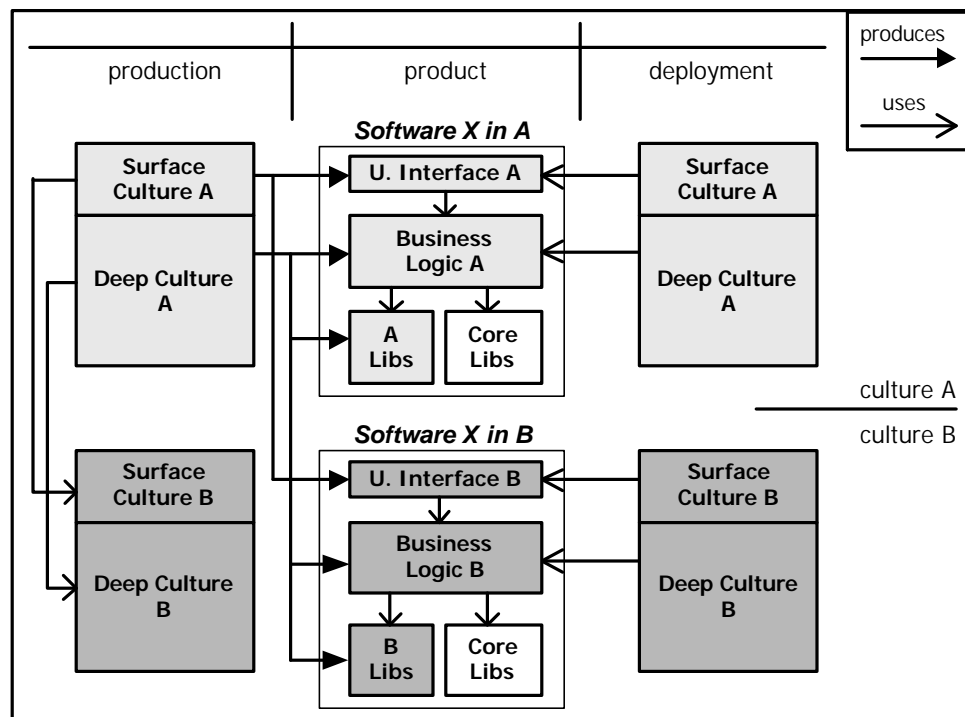 production
product
deployment
produces
uses
Software X in A
Surface
Culture A
Deep Culture
A
U. Interface A
Business
Logic A
A
Libs
Core
Libs
Surface
Culture A
Deep Culture
A
culture A
culture B
Software X in B
Surface
Culture B
Deep Culture
B
U. Interface B
Business
Logic B
B
Libs
Core
Libs
Surface
Culture B
Deep Culture
B